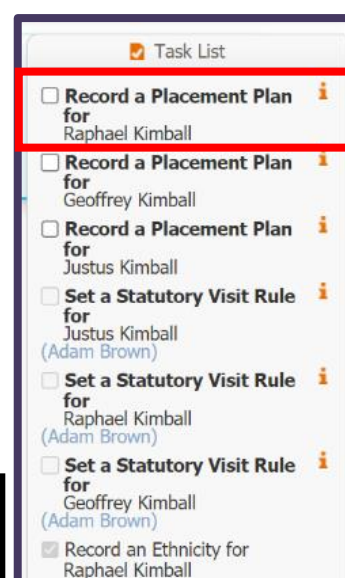 Task List
Record a Placement Plan
for
Raphael Kimball
Record a Placement Plan
for
Geoffrey Kimball
Record a Placement Plan
for
Justus Kimball
Set a Statutory Visit Rule
for
Justus Kimball
(Adam Brown)
Set a Statutory Visit Rule
for
Raphael Kimball
(Adam Brown)
Set a Statutory Visit Rule
for
Geoffrey Kimball
(Adam Brown)
Record an Ethnicity for
Raphael Kimball